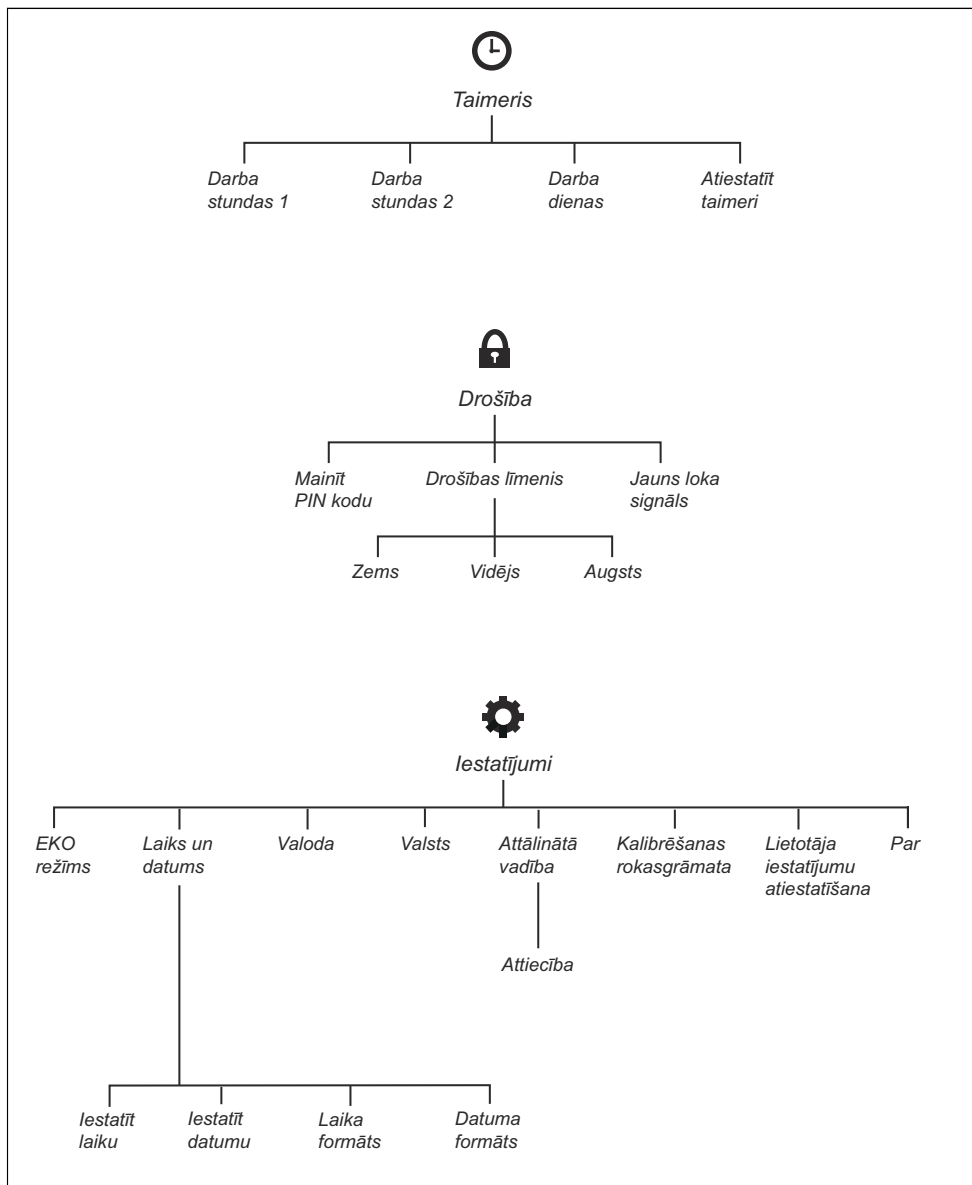 Taimeris
Darba
stundas 1
Darba
stundas 2
Darba
dienas
Atiestatīt
taimeri
Drošība
Mainīt
PIN kodu
Drošības līmenis
Jauns loka
signāls
Zems
Vidējs
Augsts
Iestatījumi
EKO
režīms
Laiks un
datums
Valoda
Valsts
Attālinātā
vadība
Kalibrēšanas
rokasgrāmata
Lietotāja
iestatījumu
atiestatīšana
Par
Attiecība
Iestatīt
laiku
Iestatīt
datumu
Laika
formāts
Datuma
formāts